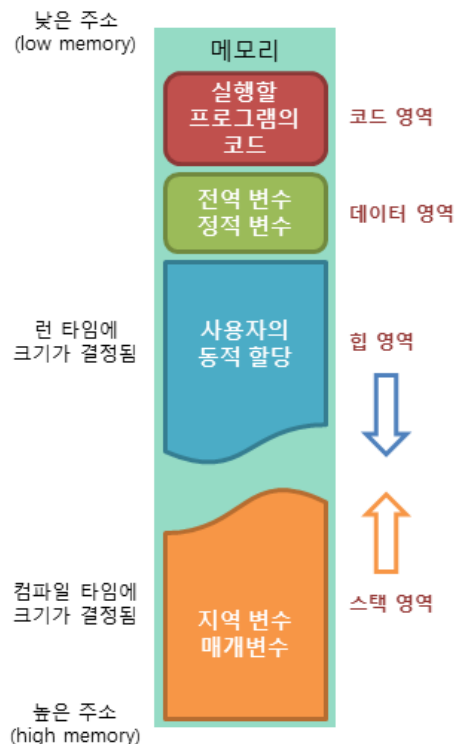 낮은 주소
(low memory)
메모리
실행할
프로그램의
코드
코드 영역
전역 변수
정적 변수
데이터 영역
런 타임에
크기가 결정됨
사용자의
동적 할당
힙 영역
컴파일 타임에
크기가 결정됨
지역 변수
매개변수
스택 영역
높은 주소
(high memory)